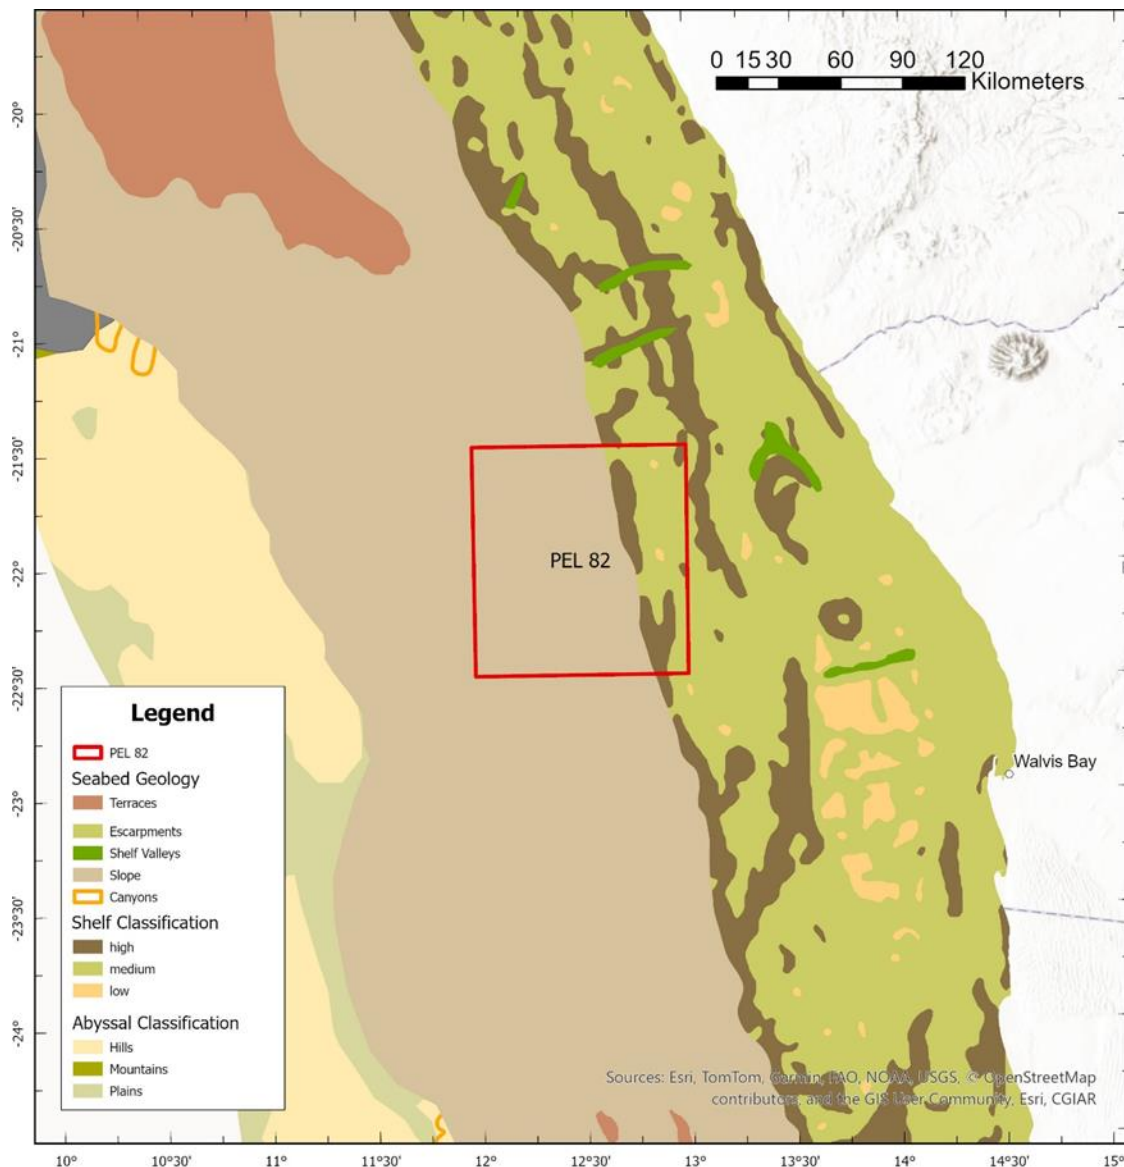 0 15 30 60 90 120
Kilometers
-20°
-20°30'
-21°
-21°30'
-22°
-22°30'
-23°
-23°30'
-24°
PEL 82
Walvis Bay
Legend
PEL 82
Seabed Geology
Terraces
Escarpments
Shelf Valleys
Slope
Canyons
Shelf Classification
high
medium
low
Abyssal Classification
Hills
Mountains
Plains
Sources: Esri, TomTom, Garmin, FAO, NOAA, USGS, © OpenStreetMap
contributors, and the GIS User Community, Esri, CGIAR
10° 10°30' 11° 11°30' 12° 12°30' 13° 13°30' 14° 14°30' 15°